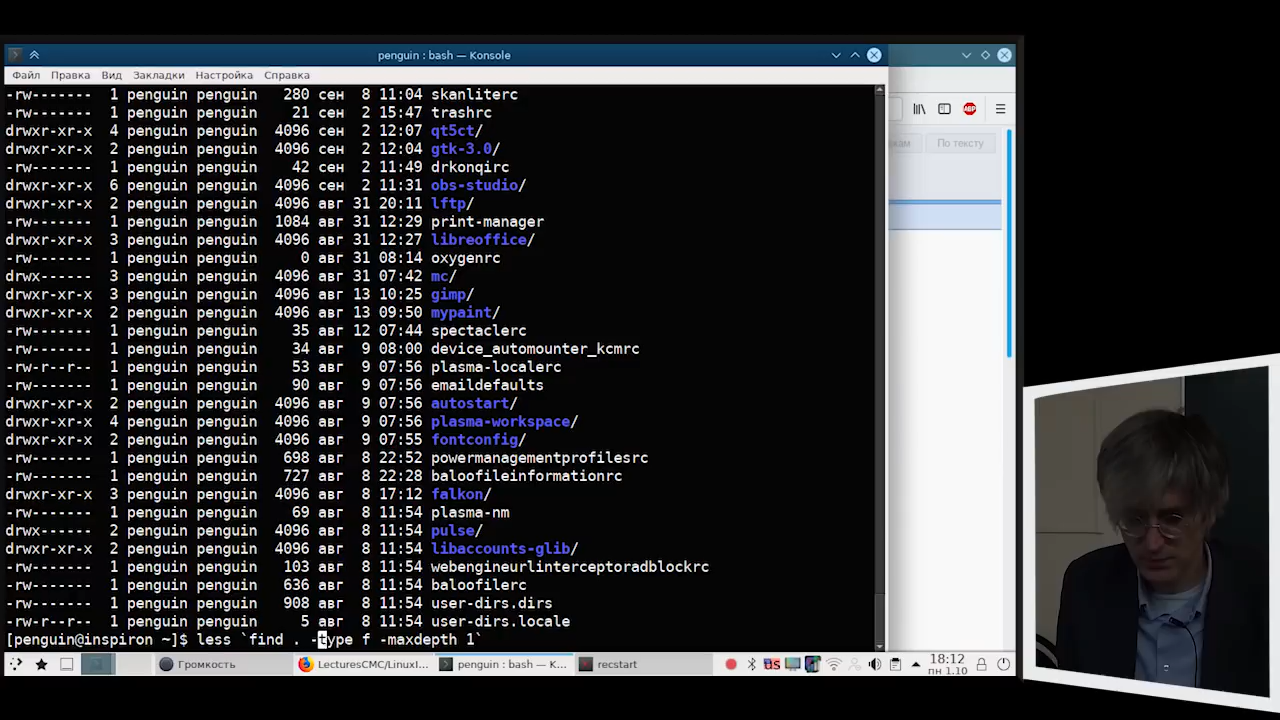 penguin : bash — Konsole
Файл Правка Вид Закладки Настройка Справка
-rw------- 1 penguin penguin 280 сен 8 11:04 skanliterc
-rw------- 1 penguin penguin 21 сен 2 15:47 trashrc
drwxr-xr-x 4 penguin penguin 4096 сен 2 12:07 qt5ct/
drwxr-xr-x 2 penguin penguin 4096 сен 2 12:04 gtk-3.0/
-rw------- 1 penguin penguin 42 сен 2 11:49 drkonqirc
drwxr-xr-x 6 penguin penguin 4096 сен 2 11:31 obs-studio/
drwxr-xr-x 2 penguin penguin 4096 авг 31 20:11 lftp/
-rw------- 1 penguin penguin 1084 авг 31 12:29 print-manager
drwxr-xr-x 3 penguin penguin 4096 авг 31 12:27 libreoffice/
-rw------- 1 penguin penguin 0 авг 31 08:14 oxygenrc
drwx------ 3 penguin penguin 4096 авг 31 07:42 mc/
drwxr-xr-x 3 penguin penguin 4096 авг 13 10:25 gimp/
drwxr-xr-x 2 penguin penguin 4096 авг 13 09:50 mypaint/
-rw------- 1 penguin penguin 35 авг 12 07:44 spectaclerc
-rw------- 1 penguin penguin 34 авг 9 08:00 device_automounter_kcmrc
-rw-r--r-- 1 penguin penguin 53 авг 9 07:56 plasma-localerc
-rw------- 1 penguin penguin 90 авг 9 07:56 emaildefaults
drwxr-xr-x 2 penguin penguin 4096 авг 9 07:56 autostart/
drwxr-xr-x 4 penguin penguin 4096 авг 9 07:56 plasma-workspace/
drwxr-xr-x 2 penguin penguin 4096 авг 9 07:55 fontconfig/
-rw------- 1 penguin penguin 698 авг 8 22:52 powermanagementprofilesrc
-rw------- 1 penguin penguin 727 авг 8 22:28 baloofileinformationrc
drwxr-xr-x 3 penguin penguin 4096 авг 8 17:12 falkon/
-rw------- 1 penguin penguin 69 авг 8 11:54 plasma-nm
drwx------ 2 penguin penguin 4096 авг 8 11:54 pulse/
drwxr-xr-x 2 penguin penguin 4096 авг 8 11:54 libaccounts-glib/
-rw------- 1 penguin penguin 103 авг 8 11:54 webengineurlinterceptoradblockrc
-rw------- 1 penguin penguin 636 авг 8 11:54 baloofilerc
-rw------- 1 penguin penguin 908 авг 8 11:54 user-dirs.dirs
-rw------- 1 penguin penguin 5 авг 8 11:54 user-dirs.locale
[penguin@inspiron ~]$ less `find . -type f -maxdepth 1`
ABP
По тексту
Громкость LecturesCMC/LinuxI... penguin : bash — K... recstart US 18:12
пн 1.10